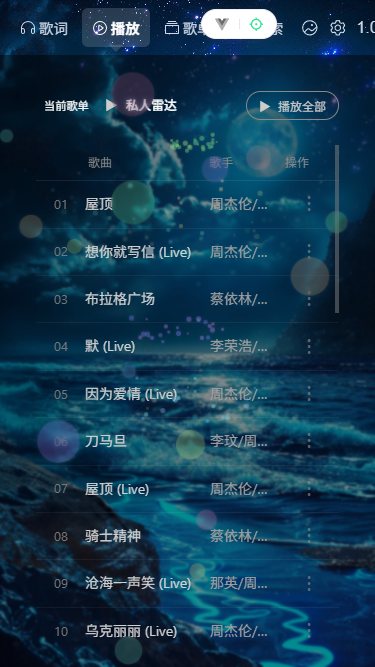 歌词 播放 歌单 索 1.0
当前歌单 私人雷达 播放全部
歌曲 歌手 操作
01 屋顶 周杰伦/...
02 想你就写信 (Live) 周杰伦/...
03 布拉格广场 蔡依林/...
04 默 (Live) 李荣浩/...
05 因为爱情 (Live) 周杰伦/...
06 刀马旦 李玟/周...
07 屋顶 (Live) 周杰伦/...
08 骑士精神 蔡依林/...
09 沧海一声笑 (Live) 那英/周...
10 乌克丽丽 (Live) 周杰伦/...